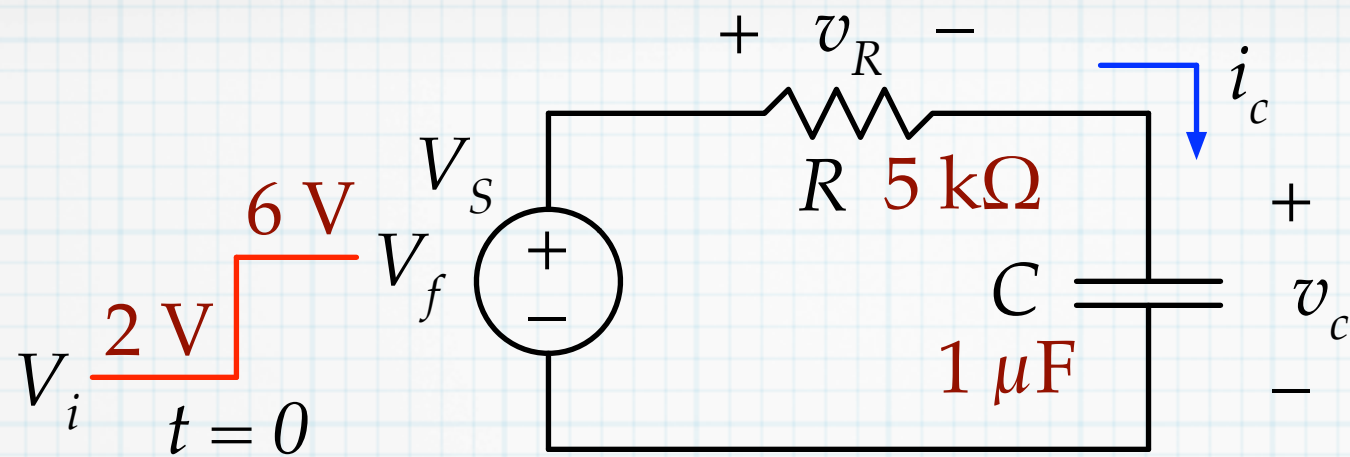 + v_R −
i_c
V_S
R 5 kΩ
6 V
V_f
+
−
+
C
v_c
2 V
1 μF
V_i
−
t = 0